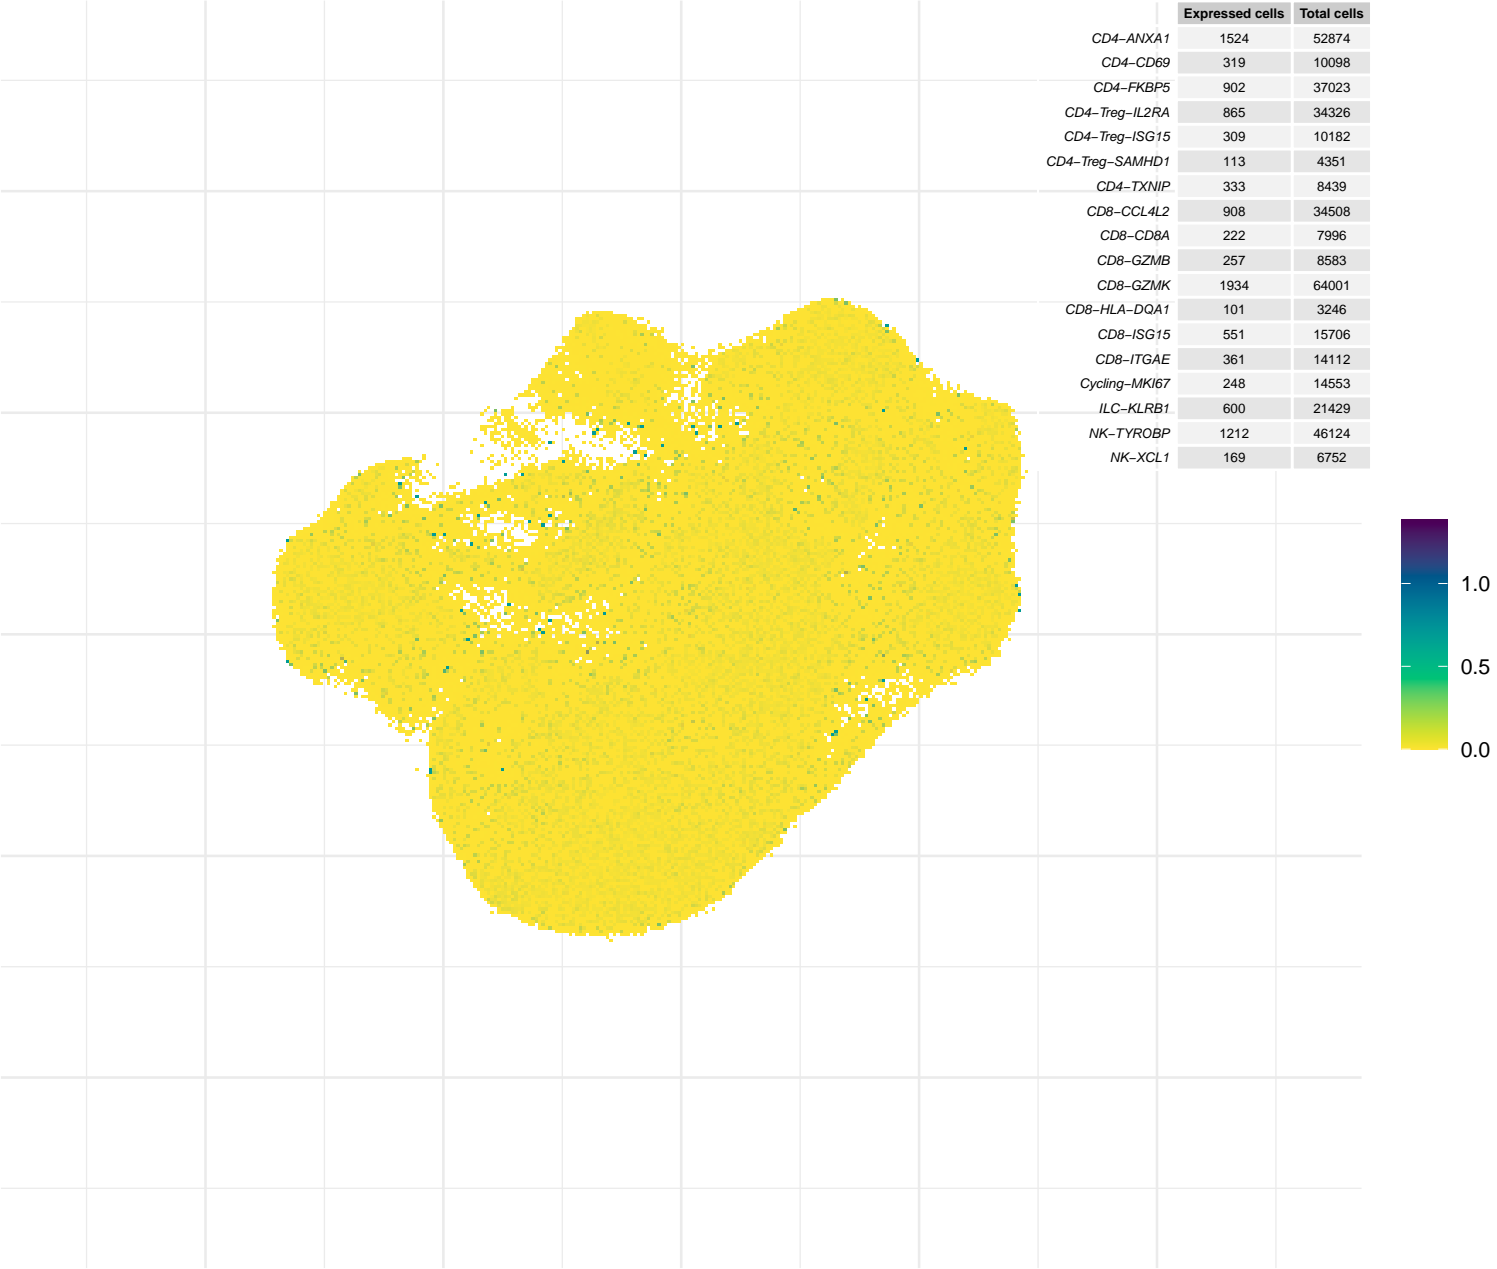 Expressed cells Total cells
CD4−ANXA1 1524 52874
CD4−CD69 319 10098
CD4−FKBP5 902 37023
CD4−Treg−IL2RA 865 34326
CD4−Treg−ISG15 309 10182
CD4−Treg−SAMHD1 113 4351
CD4−TXNIP 333 8439
CD8−CCL4L2 908 34508
CD8−CD8A 222 7996
CD8−GZMB 257 8583
CD8−GZMK 1934 64001
CD8−HLA−DQA1 101 3246
CD8−ISG15 551 15706
CD8−ITGAE 361 14112
Cycling−MKI67 248 14553
ILC−KLRB1 600 21429
NK−TYROBP 1212 46124
NK−XCL1 169 6752
1.0
0.5
0.0